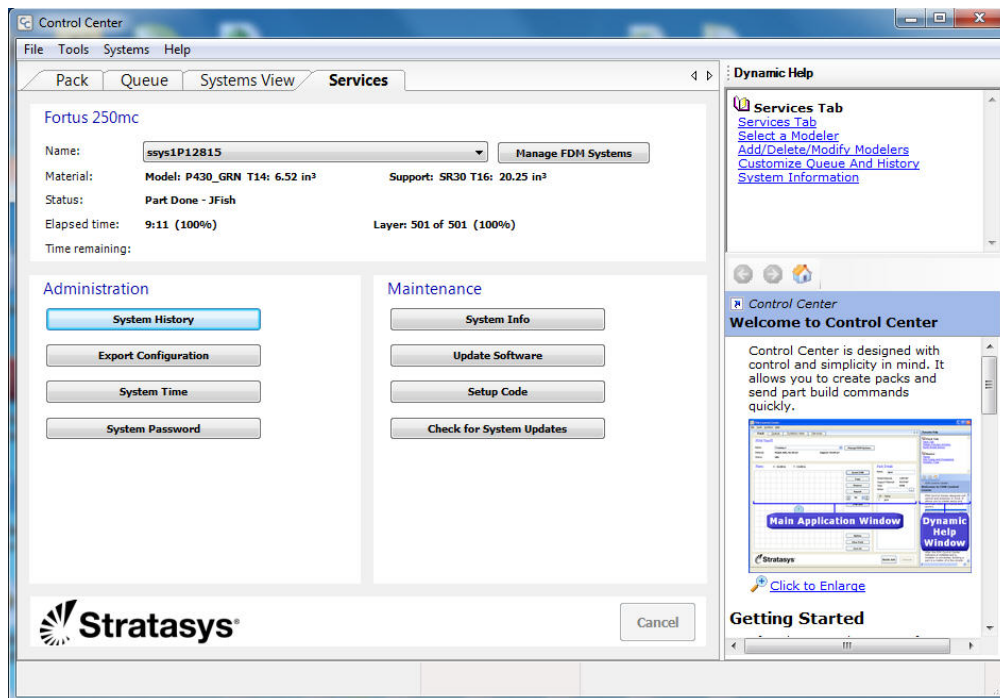 Control Center
File Tools Systems Help
Pack Queue Systems View Services
Fortus 250mc
Name: ssys1P12815 Manage FDM Systems
Material: Model: P430_GRN T14: 6.52 in³ Support: SR30 T16: 20.25 in³
Status: Part Done - JFish
Elapsed time: 9:11 (100%) Layer: 501 of 501 (100%)
Time remaining:
Administration
System History
Export Configuration
System Time
System Password
Maintenance
System Info
Update Software
Setup Code
Check for System Updates
Stratasys
Cancel
Dynamic Help
Services Tab
Services Tab
Select a Modeler
Add/Delete/Modify Modelers
Customize Queue And History
System Information
Control Center
Welcome to Control Center
Control Center is designed with
control and simplicity in mind. It
allows you to create packs and
send part build commands
quickly.
Main Application Window
Dynamic
Help
Window
Stratasys
Click to Enlarge
Getting Started